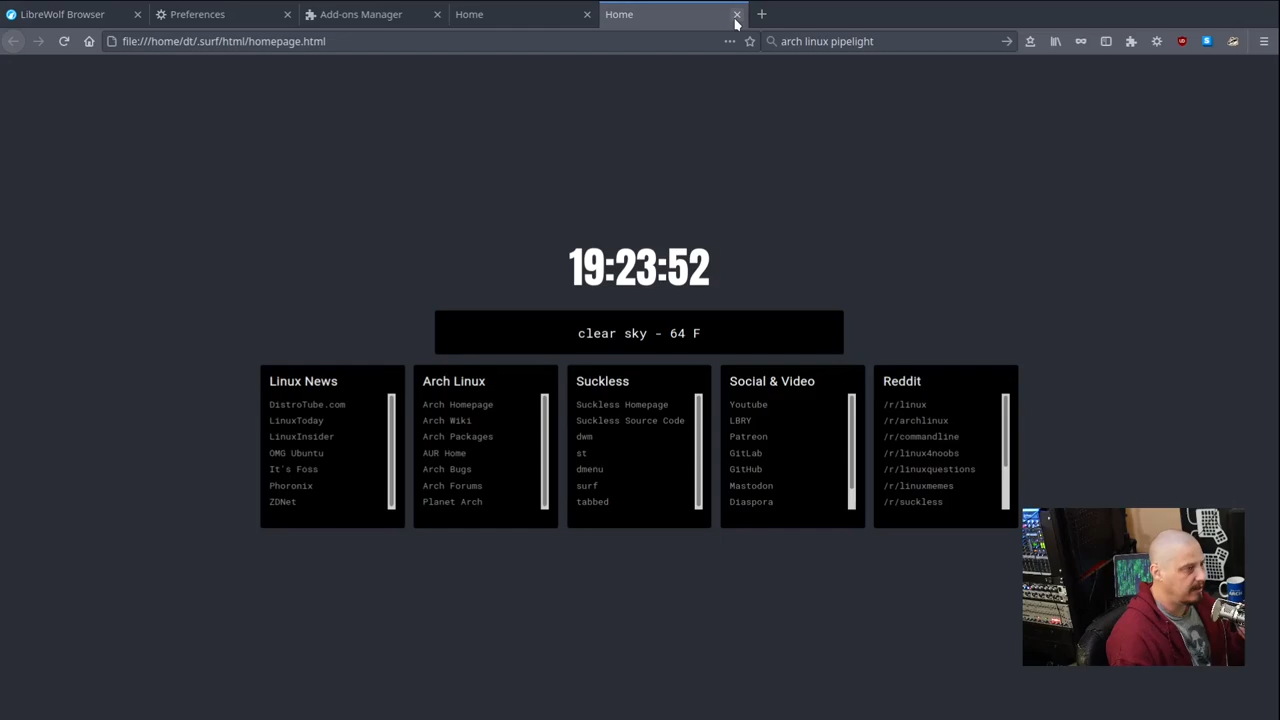 LibreWolf Browser
Preferences
Add-ons Manager
Home
Home
file:///home/dt/.surf/html/homepage.html
arch linux pipelight
19:23:52
clear sky - 64 F
Linux News
DistroTube.com
LinuxToday
LinuxInsider
OMG Ubuntu
It's Foss
Phoronix
ZDNet
Arch Linux
Arch Homepage
Arch Wiki
Arch Packages
AUR Home
Arch Bugs
Arch Forums
Planet Arch
Suckless
Suckless Homepage
Suckless Source Code
dwm
st
dmenu
surf
tabbed
Social & Video
Youtube
LBRY
Patreon
GitLab
GitHub
Mastodon
Diaspora
Reddit
/r/linux
/r/archlinux
/r/commandline
/r/linux4noobs
/r/linuxquestions
/r/linuxmemes
/r/suckless